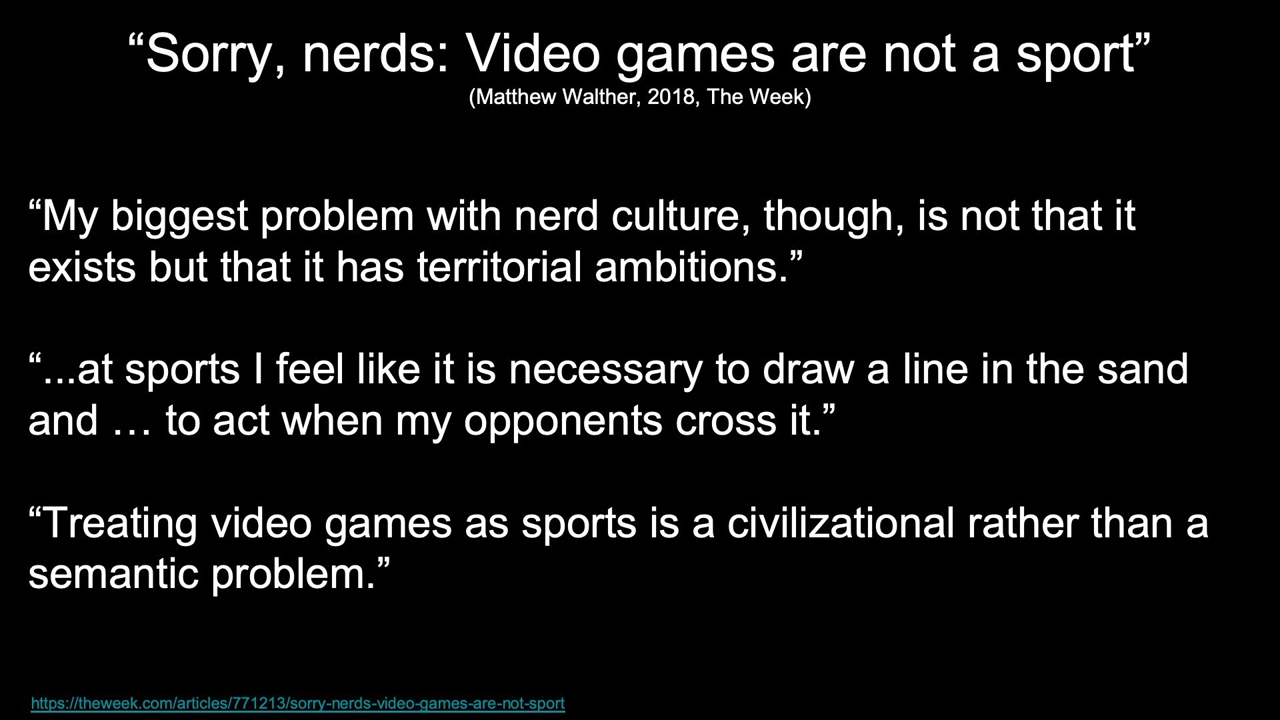 “Sorry, nerds: Video games are not a sport”
(Matthew Walther, 2018, The Week)
“My biggest problem with nerd culture, though, is not that it
exists but that it has territorial ambitions.”
“...at sports I feel like it is necessary to draw a line in the sand
and … to act when my opponents cross it.”
“Treating video games as sports is a civilizational rather than a
semantic problem.”
https://theweek.com/articles/771213/sorry-nerds-video-games-are-not-sport